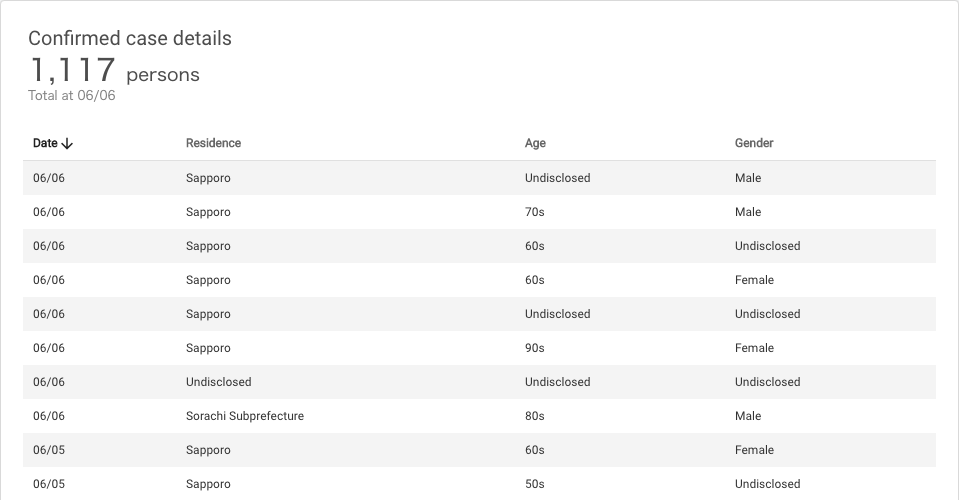 Confirmed case details
1,117 persons
Total at 06/06
Date Residence Age Gender
06/06 Sapporo Undisclosed Male
06/06 Sapporo 70s Male
06/06 Sapporo 60s Undisclosed
06/06 Sapporo 60s Female
06/06 Sapporo Undisclosed Undisclosed
06/06 Sapporo 90s Female
06/06 Undisclosed Undisclosed Undisclosed
06/06 Sorachi Subprefecture 80s Male
06/05 Sapporo 60s Female
06/05 Sapporo 50s Undisclosed